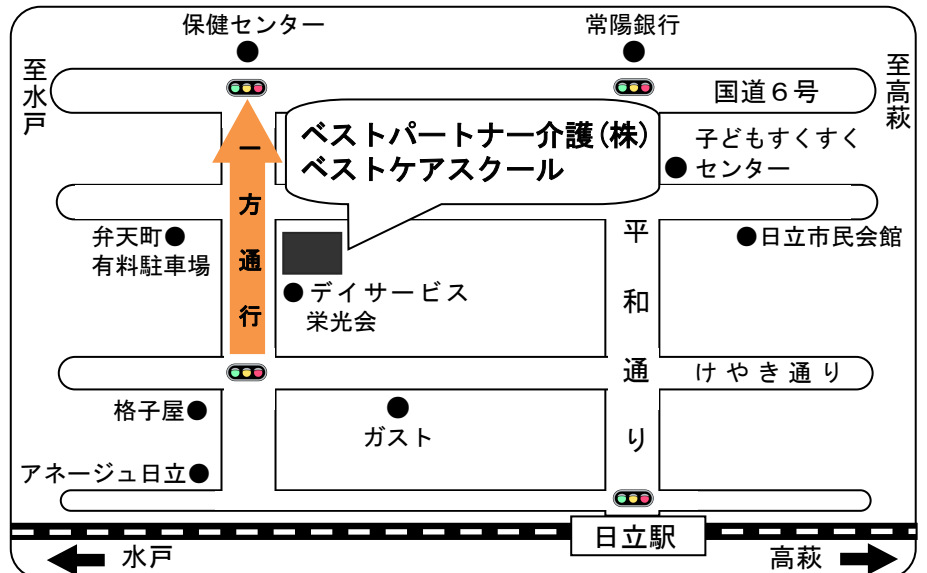 保健センター
常陽銀行
至水戸
至高萩
国道６号
ベストパートナー介護(株)
ベストケアスクール
子どもすくすく
センター
一方通行
平和通り
弁天町
有料駐車場
日立市民会館
デイサービス
栄光会
けやき通り
格子屋
ガスト
アネージュ日立
日立駅
水戸
高萩